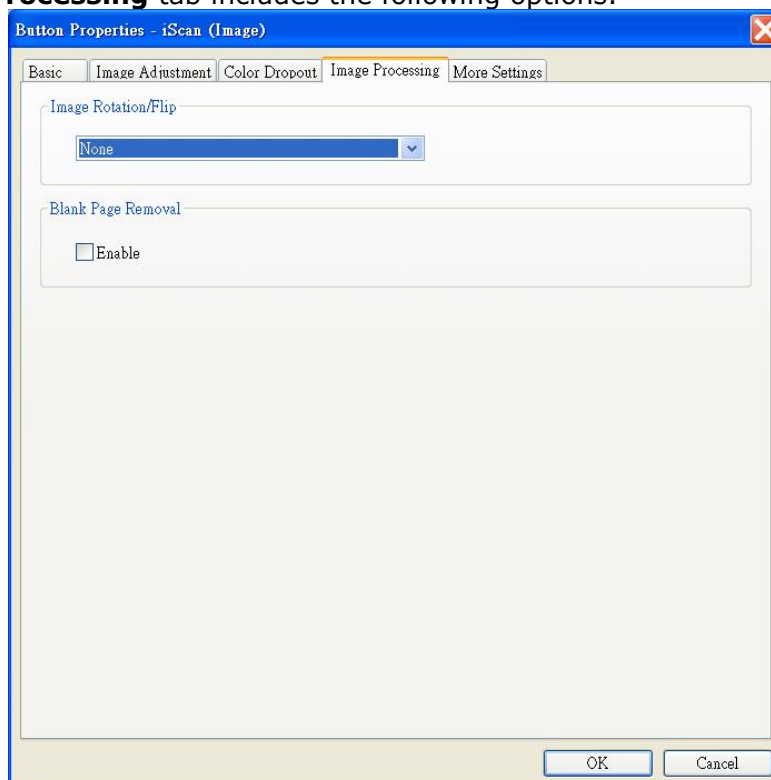 rocessing tab includes the following options:
Button Properties - iScan (Image)
Basic Image Adjustment Color Dropout Image Processing More Settings
Image Rotation/Flip
None
Blank Page Removal
Enable
OK Cancel